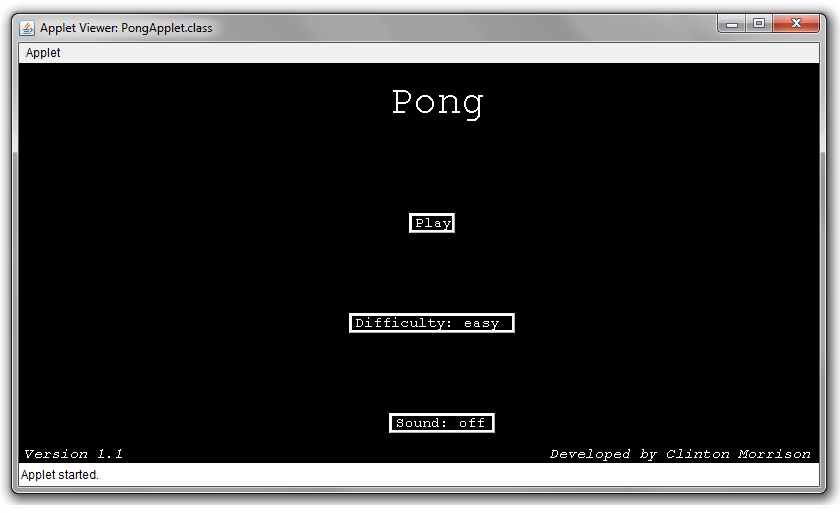 Applet Viewer: PongApplet.class
Applet
Pong
Play
Difficulty: easy
Sound: off
Version 1.1
Developed by Clinton Morrison
Applet started.